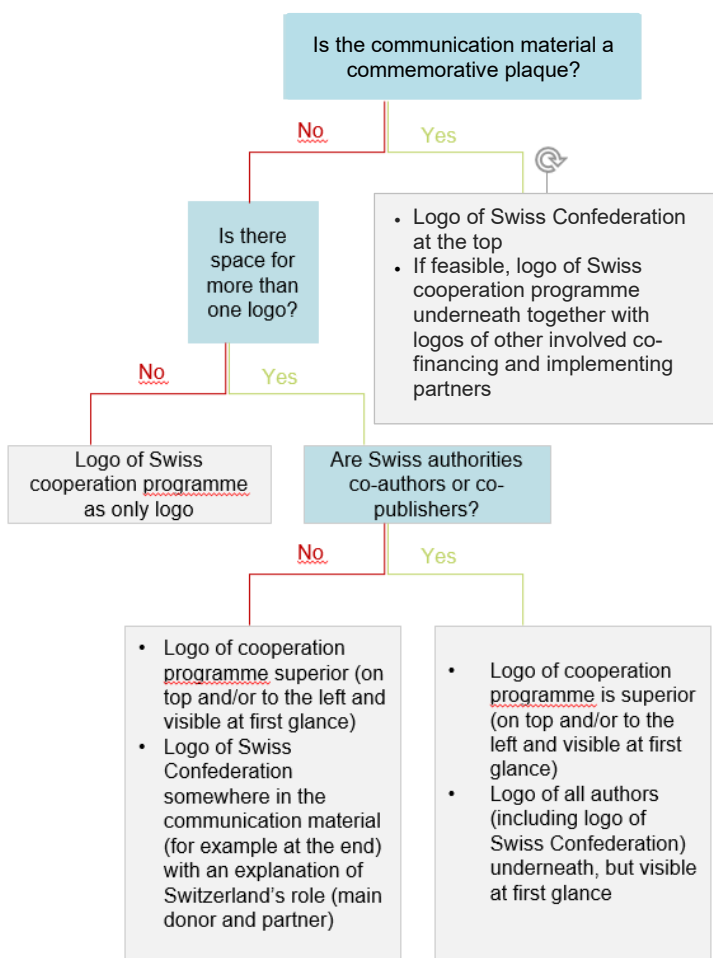 Is the communication material a
commemorative plaque?
No
Yes
Is there
space for
more than
one logo?
• Logo of Swiss Confederation
at the top
• If feasible, logo of Swiss
cooperation programme
underneath together with
logos of other involved co-
financing and implementing
partners
No
Yes
Logo of Swiss
cooperation programme
as only logo
Are Swiss authorities
co-authors or co-
publishers?
No
Yes
• Logo of cooperation
programme superior (on
top and/or to the left and
visible at first glance)
• Logo of Swiss
Confederation
somewhere in the
communication material
(for example at the end)
with an explanation of
Switzerland's role (main
donor and partner)
• Logo of cooperation
programme is superior
(on top and/or to the
left and visible at first
glance)
• Logo of all authors
(including logo of
Swiss Confederation)
underneath, but visible
at first glance